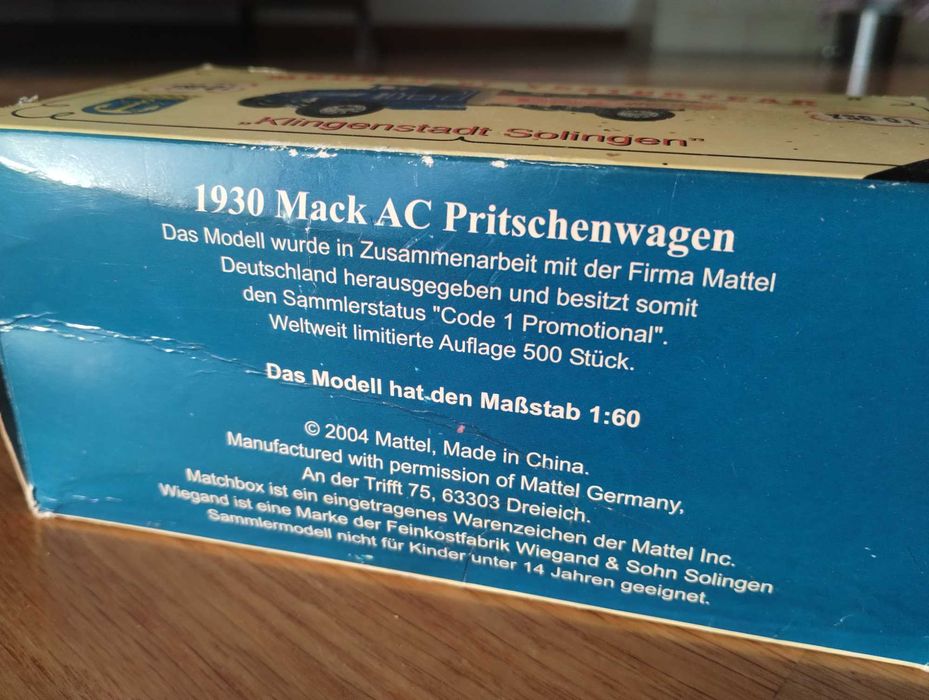 „Klingenstadt Solingen"
1930 Mack AC Pritschenwagen
Das Modell wurde in Zusammenarbeit mit der Firma Mattel
Deutschland herausgegeben und besitzt somit
den Sammlerstatus "Code 1 Promotional".
Weltweit limitierte Auflage 500 Stück.
Das Modell hat den Maßstab 1:60
© 2004 Mattel, Made in China.
Manufactured with permission of Mattel Germany,
An der Trifft 75, 63303 Dreieich.
Matchbox ist ein eingetragenes Warenzeichen der Mattel Inc.
Wiegand ist eine Marke der Feinkostfabrik Wiegand & Sohn Solingen
Sammlermodell nicht für Kinder unter 14 Jahren geeignet.